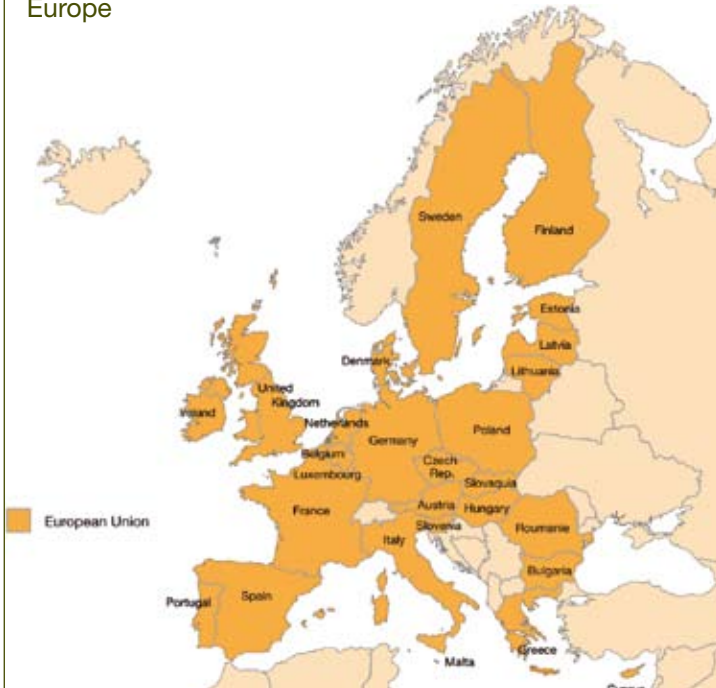 Europe
Sweden
Finland
Estonia
Latvia
Lithuania
Denmark
United
Kingdom
Ireland
Netherlands
Germany
Poland
Belgium
Czech
Rep.
Luxembourg
Slovaquia
France
Austria
Hungary
European Union
Slovenia
Roumanie
Italy
Bulgaria
Portugal
Spain
Greece
Malta